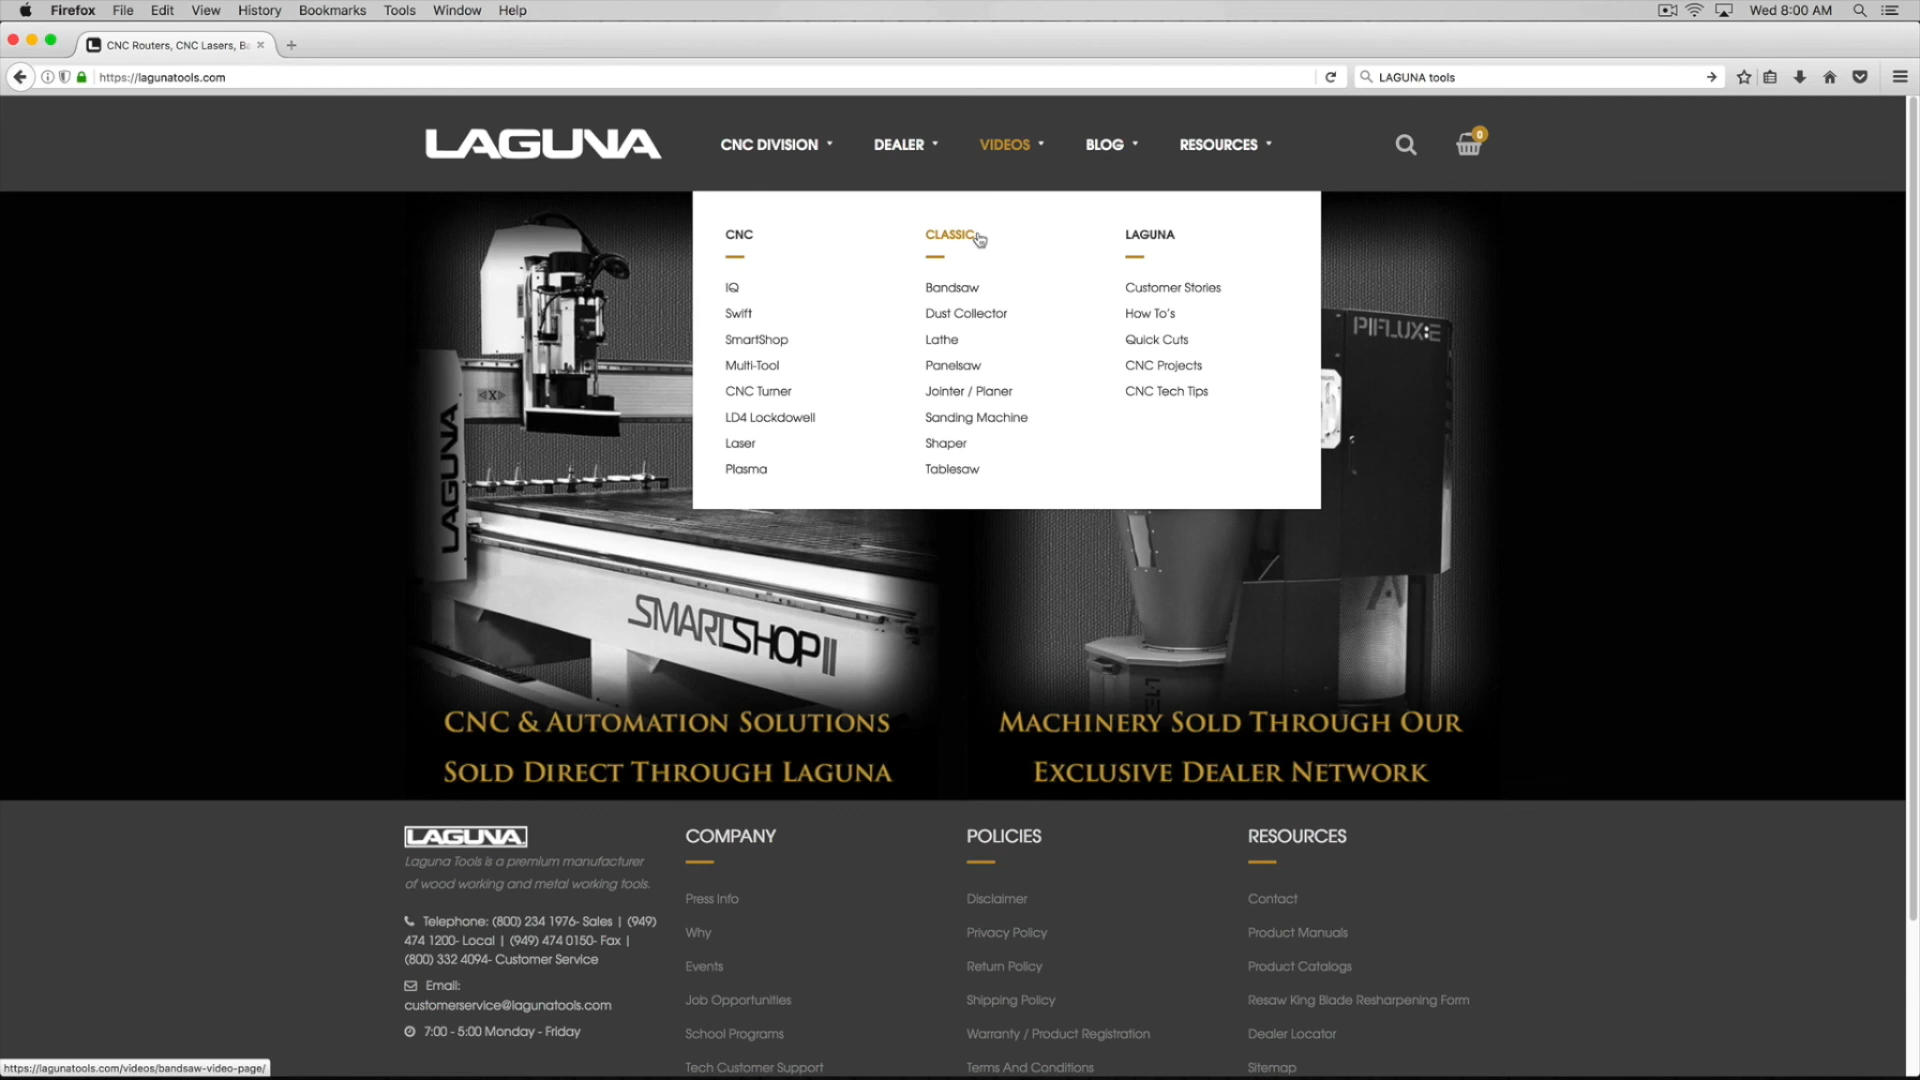 Firefox File Edit View History Bookmarks Tools Window Help
Wed 8:00 AM
CNC Routers, CNC Lasers, Ba
https://lagunatools.com
LAGUNA tools
LAGUNA
CNC DIVISION
DEALER
VIDEOS
BLOG
RESOURCES
0
CNC
IQ
Swift
SmartShop
Multi-Tool
CNC Turner
LD4 Lockdowell
Laser
Plasma
CLASSIC
Bandsaw
Dust Collector
Lathe
Panelsaw
Jointer / Planer
Sanding Machine
Shaper
Tablesaw
LAGUNA
Customer Stories
How To's
Quick Cuts
CNC Projects
CNC Tech Tips
LAGUNA
<X>
SMARTSHOP II
PIFLUX:E
CNC & AUTOMATION SOLUTIONS
SOLD DIRECT THROUGH LAGUNA
MACHINERY SOLD THROUGH OUR
EXCLUSIVE DEALER NETWORK
LAGUNA
Laguna Tools is a premium manufacturer
of wood working and metal working tools.
Telephone: (800) 234 1976- Sales | (949)
474 1200- Local | (949) 474 0150- Fax |
(800) 332 4094- Customer Service
Email:
customerservice@lagunatools.com
7:00 - 5:00 Monday - Friday
COMPANY
Press Info
Why
Events
Job Opportunities
School Programs
Tech Customer Support
POLICIES
Disclaimer
Privacy Policy
Return Policy
Shipping Policy
Warranty / Product Registration
Terms And Conditions
RESOURCES
Contact
Product Manuals
Product Catalogs
Resaw King Blade Resharpening Form
Dealer Locator
Sitemap
https://lagunatools.com/videos/bandsaw-video-page/